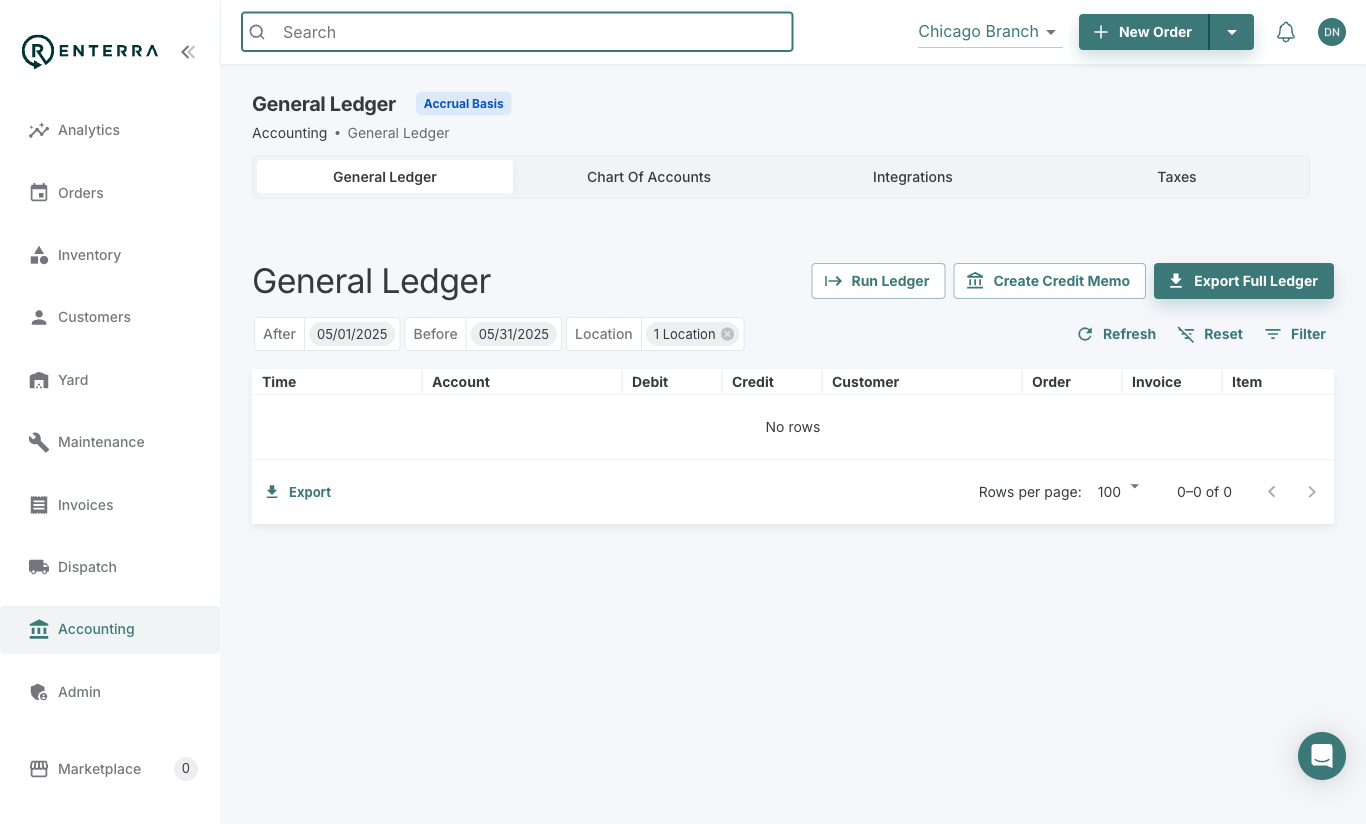 RENTERRA
Search
Chicago Branch
New Order
DN
Analytics
Orders
Inventory
Customers
Yard
Maintenance
Invoices
Dispatch
Accounting
Admin
Marketplace 0
General Ledger Accrual Basis
Accounting • General Ledger
General Ledger Chart Of Accounts Integrations Taxes
General Ledger
Run Ledger Create Credit Memo Export Full Ledger
After 05/01/2025 Before 05/31/2025 Location 1 Location
Refresh Reset Filter
Time Account Debit Credit Customer Order Invoice Item
No rows
Export Rows per page: 100 0–0 of 0